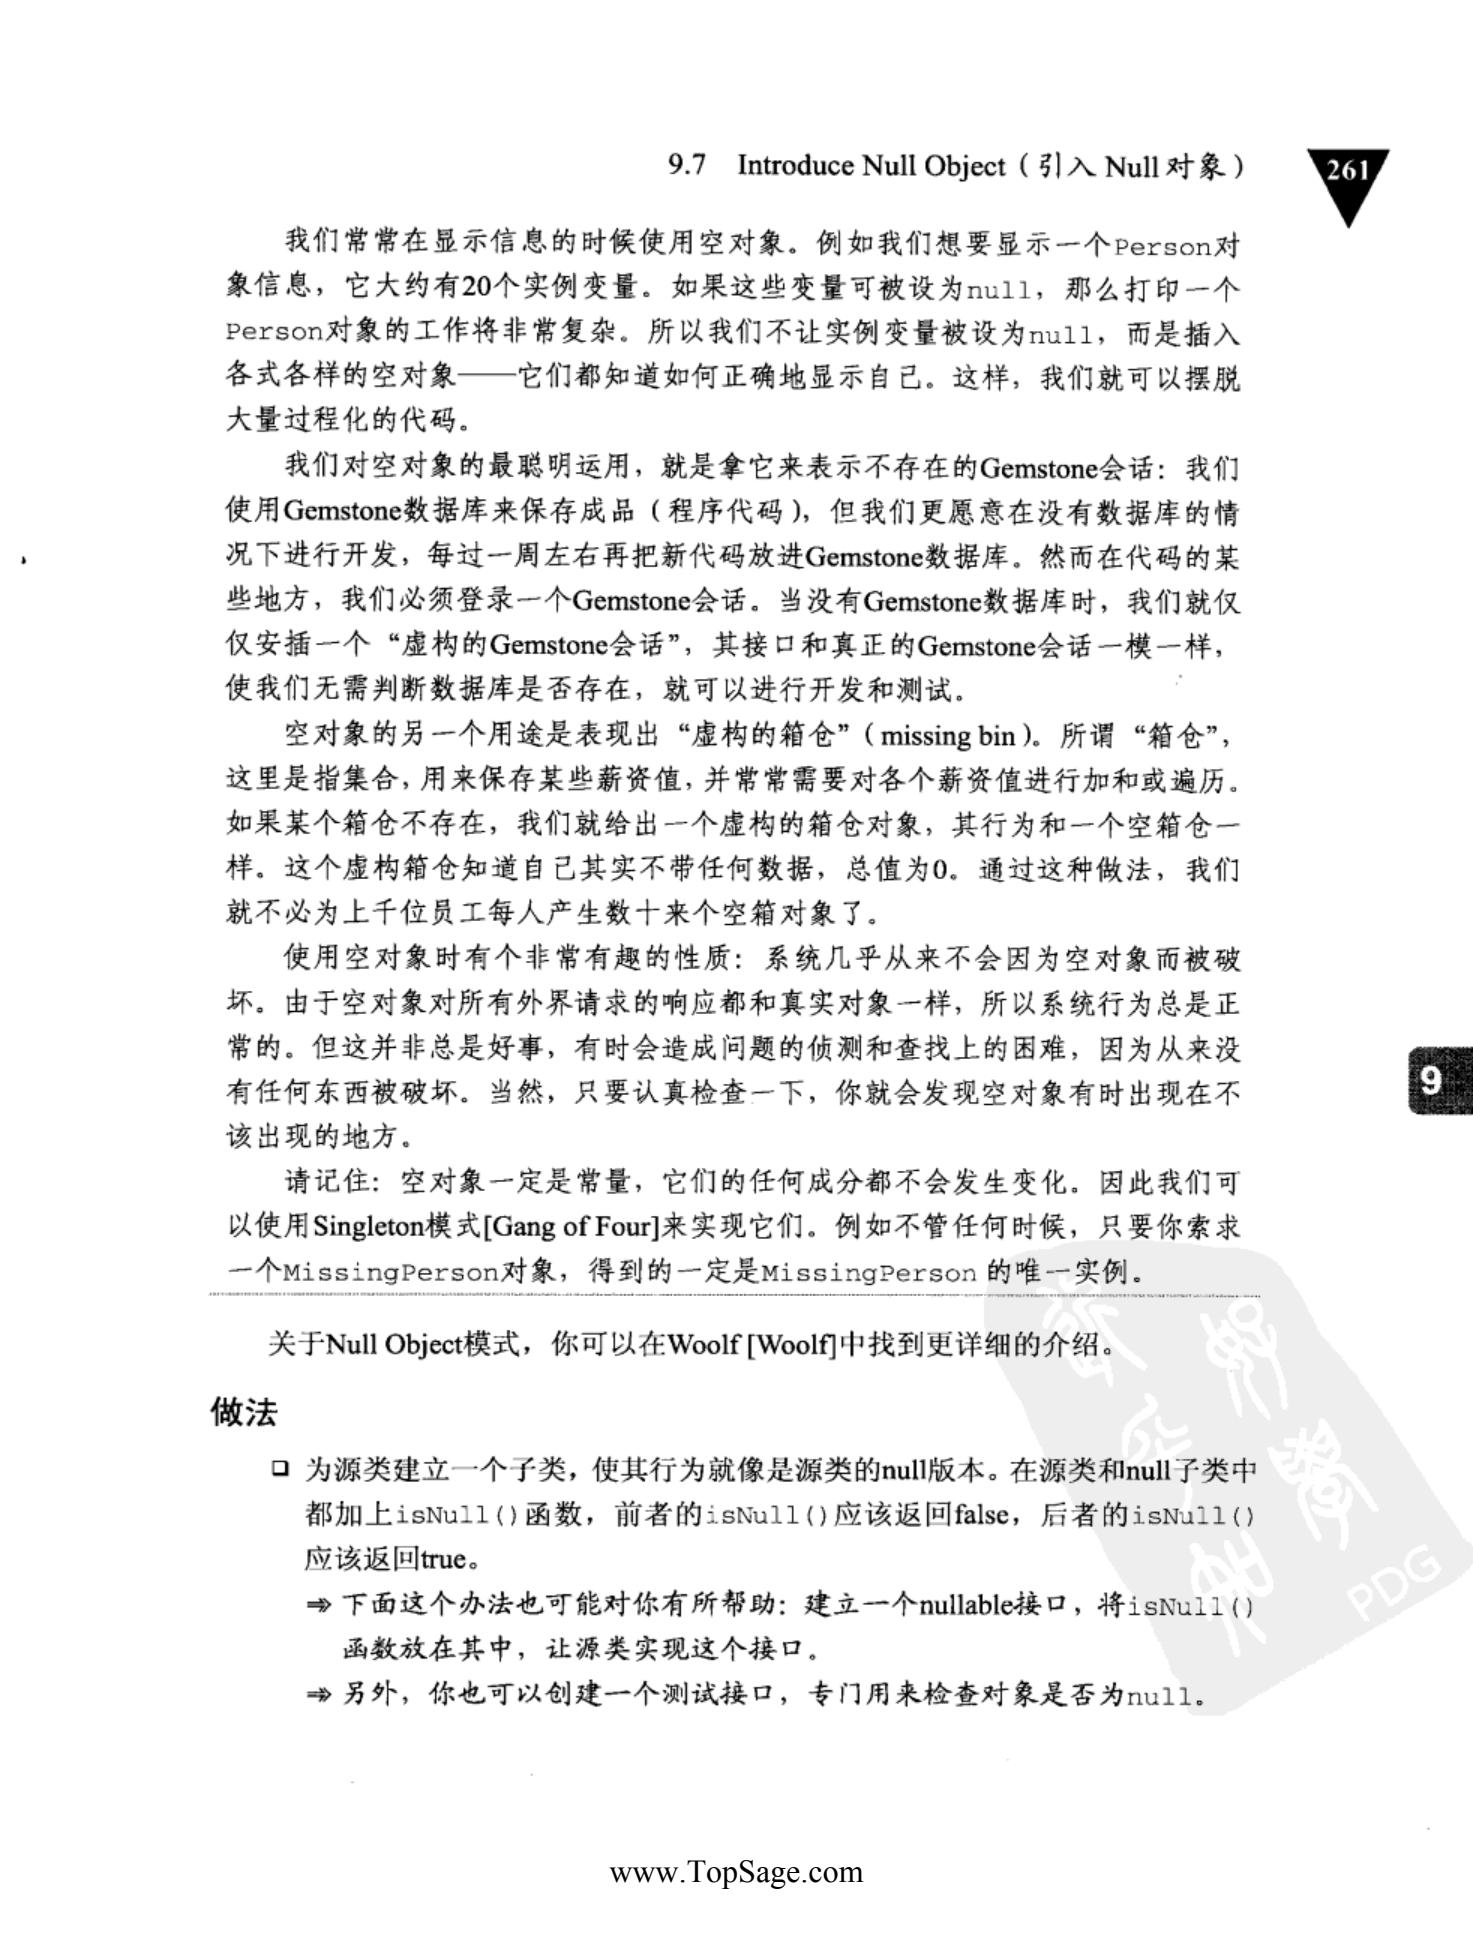 9.7 Introduce Null Object（引入 Null 对象）
261
我们常常在显示信息的时候使用空对象。例如我们想要显示一个Person对
象信息，它大约有20个实例变量。如果这些变量可被设为null，那么打印一个
Person对象的工作将非常复杂。所以我们不让实例变量被设为null，而是插入
各式各样的空对象——它们都知道如何正确地显示自己。这样，我们就可以摆脱
大量过程化的代码。
我们对空对象的最聪明运用，就是拿它来表示不存在的Gemstone会话：我们
使用Gemstone数据库来保存成品（程序代码），但我们更愿意在没有数据库的情
况下进行开发，每过一周左右再把新代码放进Gemstone数据库。然而在代码的某
些地方，我们必须登录一个Gemstone会话。当没有Gemstone数据库时，我们就仅
仅安插一个“虚构的Gemstone会话”，其接口和真正的Gemstone会话一模一样，
使我们无需判断数据库是否存在，就可以进行开发和测试。
空对象的另一个用途是表现出“虚构的箱仓”（missing bin）。所谓“箱仓”，
这里是指集合，用来保存某些薪资值，并常常需要对各个薪资值进行加和或遍历。
如果某个箱仓不存在，我们就给出一个虚构的箱仓对象，其行为和一个空箱仓一
样。这个虚构箱仓知道自己其实不带任何数据，总值为0。通过这种做法，我们
就不必为上千位员工每人产生数十来个空箱对象了。
使用空对象时有个非常有趣的性质：系统几乎从来不会因为空对象而被破
坏。由于空对象对所有外界请求的响应都和真实对象一样，所以系统行为总是正
常的。但这并非总是好事，有时会造成问题的侦测和查找上的困难，因为从来没
有任何东西被破坏。当然，只要认真检查一下，你就会发现空对象有时出现在不
该出现的地方。
9
请记住：空对象一定是常量，它们的任何成分都不会发生变化。因此我们可
以使用Singleton模式[Gang of Four]来实现它们。例如不管任何时候，只要你索求
一个MissingPerson对象，得到的一定是MissingPerson 的唯一实例。
关于Null Object模式，你可以在Woolf [Woolf]中找到更详细的介绍。
做法
❑ 为源类建立一个子类，使其行为就像是源类的null版本。在源类和null子类中
都加上isNull()函数，前者的isNull()应该返回false，后者的isNull()
应该返回true。
⇒ 下面这个办法也可能对你有所帮助：建立一个nullable接口，将isNull()
函数放在其中，让源类实现这个接口。
⇒ 另外，你也可以创建一个测试接口，专门用来检查对象是否为null。
PDG
www.TopSage.com